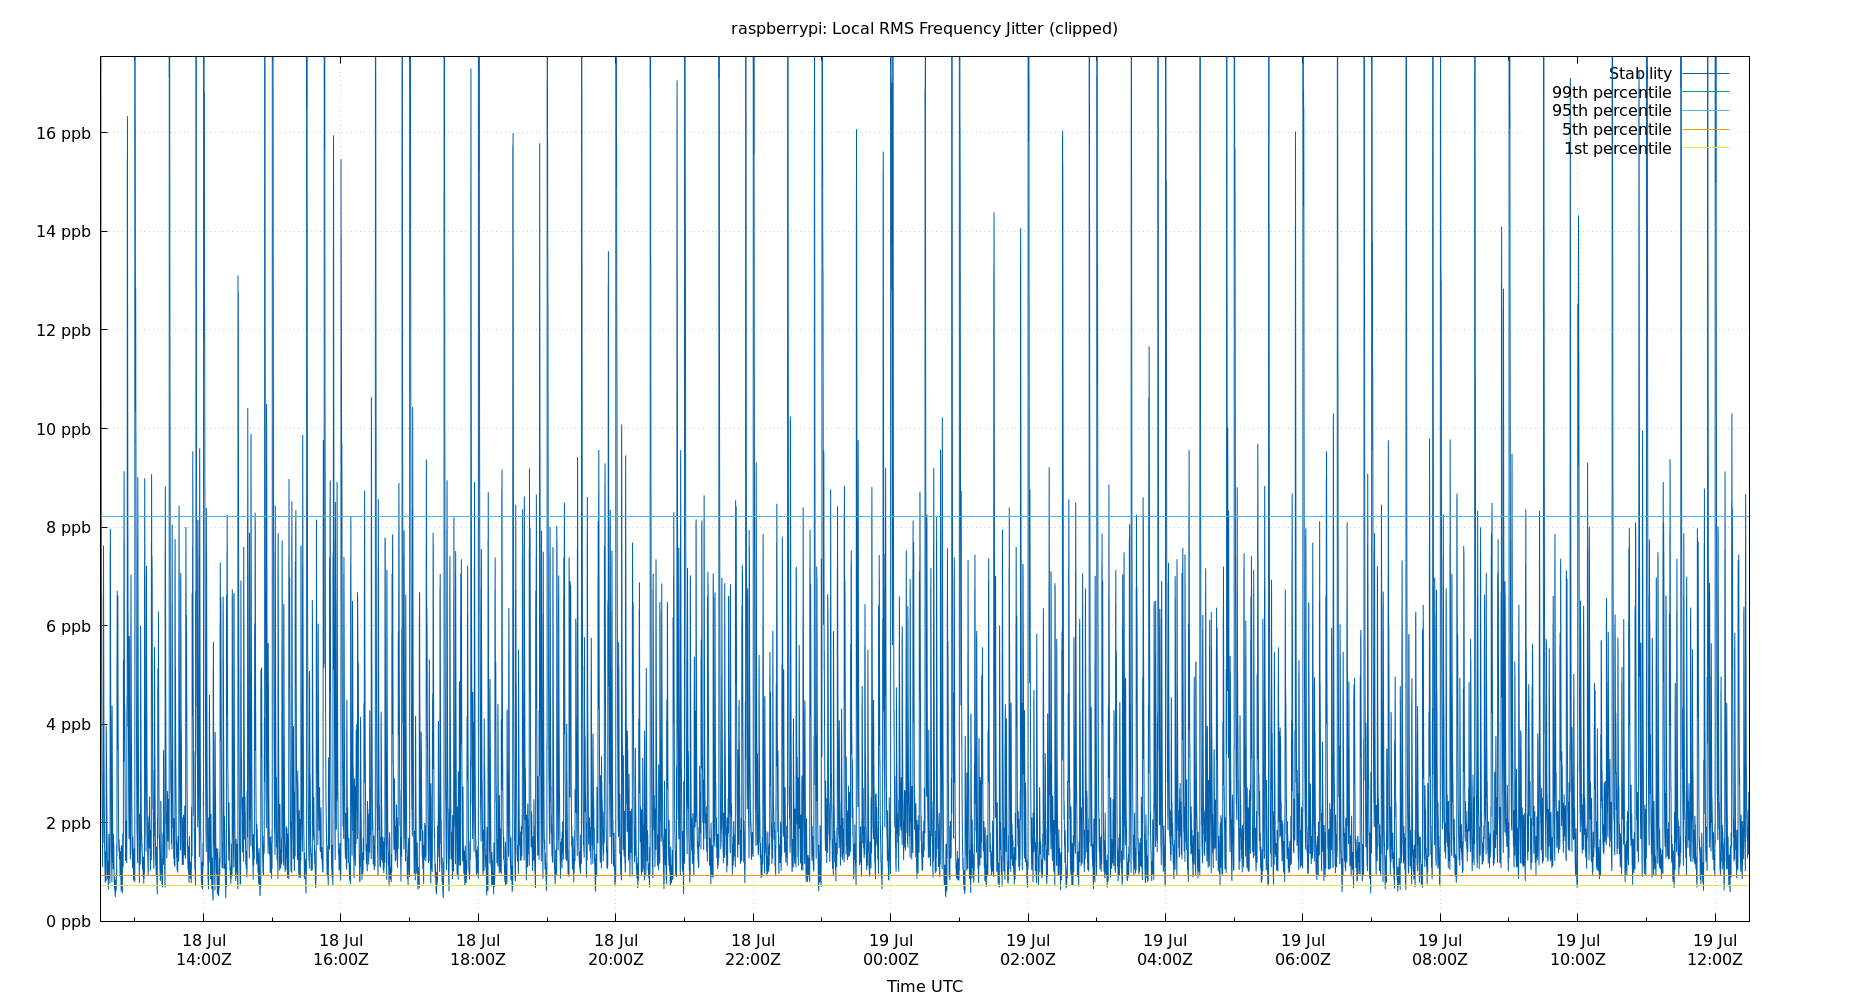 raspberrypi: Local RMS Frequency Jitter (clipped)
Stability
99th percentile
95th percentile
5th percentile
1st percentile
16 ppb
14 ppb
12 ppb
10 ppb
8 ppb
6 ppb
4 ppb
2 ppb
0 ppb
18 Jul 18 Jul 18 Jul 18 Jul 18 Jul 19 Jul 19 Jul 19 Jul 19 Jul 19 Jul 19 Jul 19 Jul
14:00Z 16:00Z 18:00Z 20:00Z 22:00Z 00:00Z 02:00Z 04:00Z 06:00Z 08:00Z 10:00Z 12:00Z
Time UTC